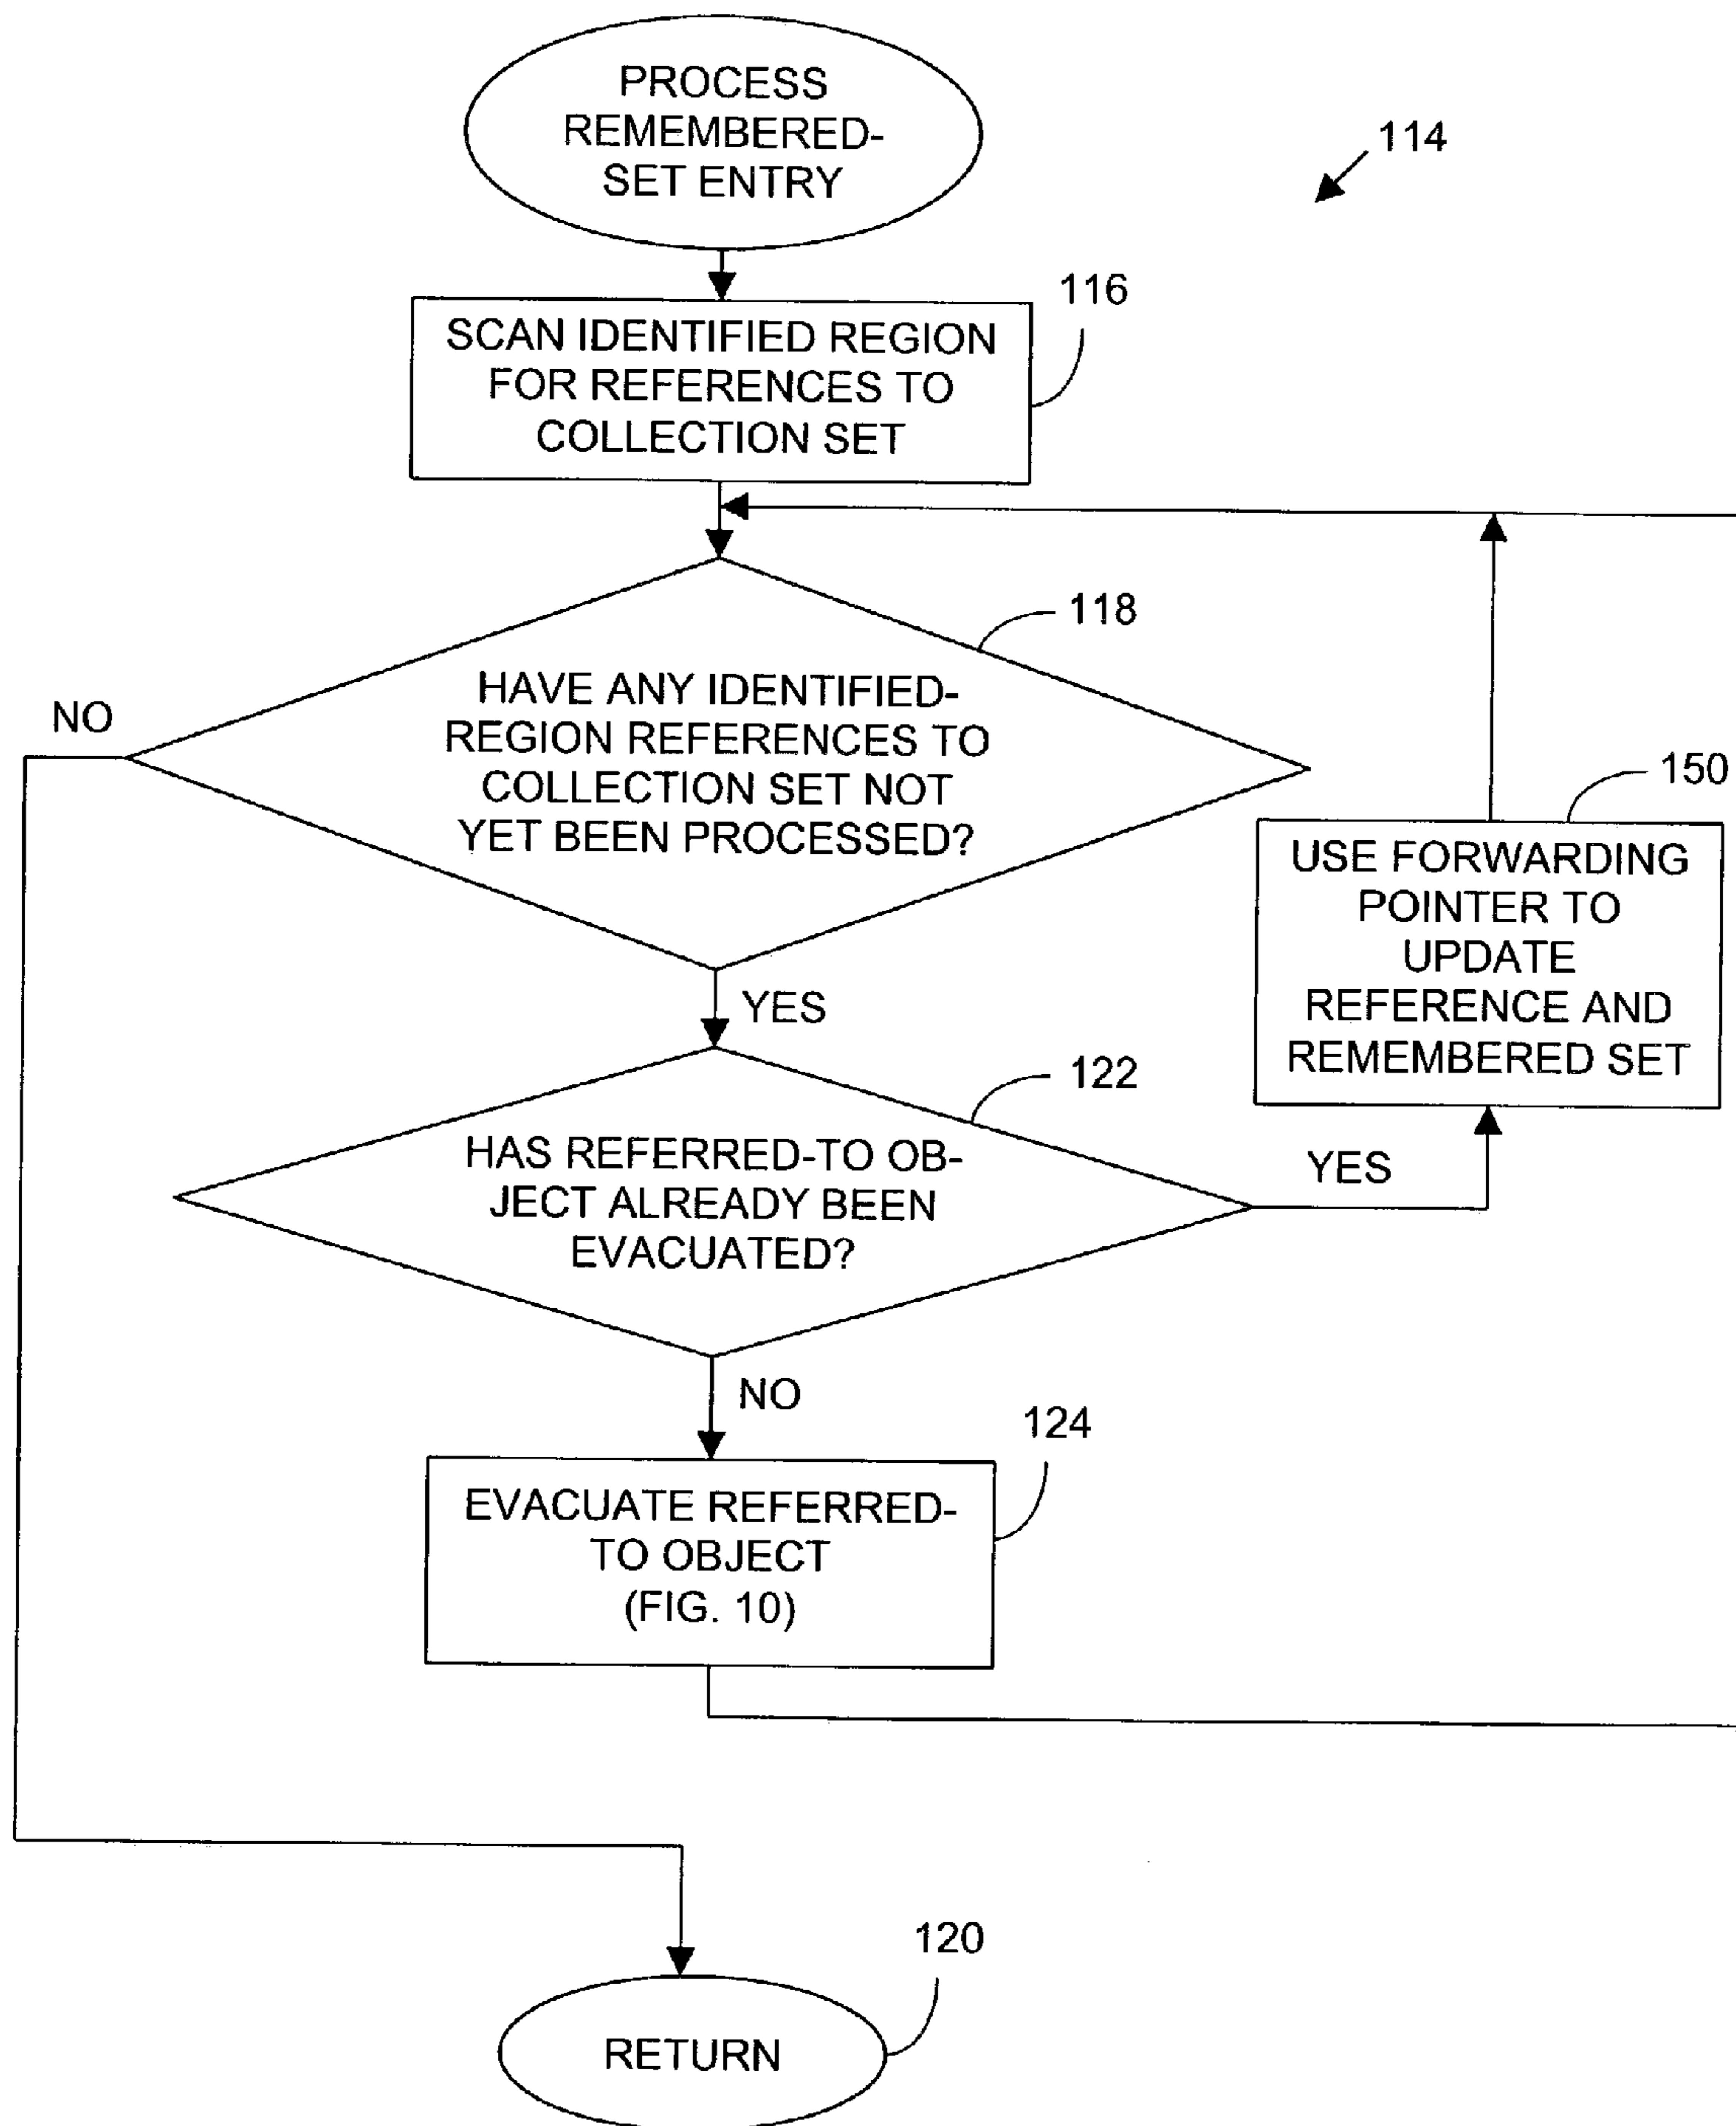 PROCESS
REMEMBERED-
SET ENTRY
114
116
SCAN IDENTIFIED REGION
FOR REFERENCES TO
COLLECTION SET
118
HAVE ANY IDENTIFIED-
REGION REFERENCES TO
COLLECTION SET NOT
YET BEEN PROCESSED?
NO
YES
150
USE FORWARDING
POINTER TO
UPDATE
REFERENCE AND
REMEMBERED SET
122
HAS REFERRED-TO OB-
JECT ALREADY BEEN
EVACUATED?
YES
NO
124
EVACUATE REFERRED-
TO OBJECT
(FIG. 10)
120
RETURN